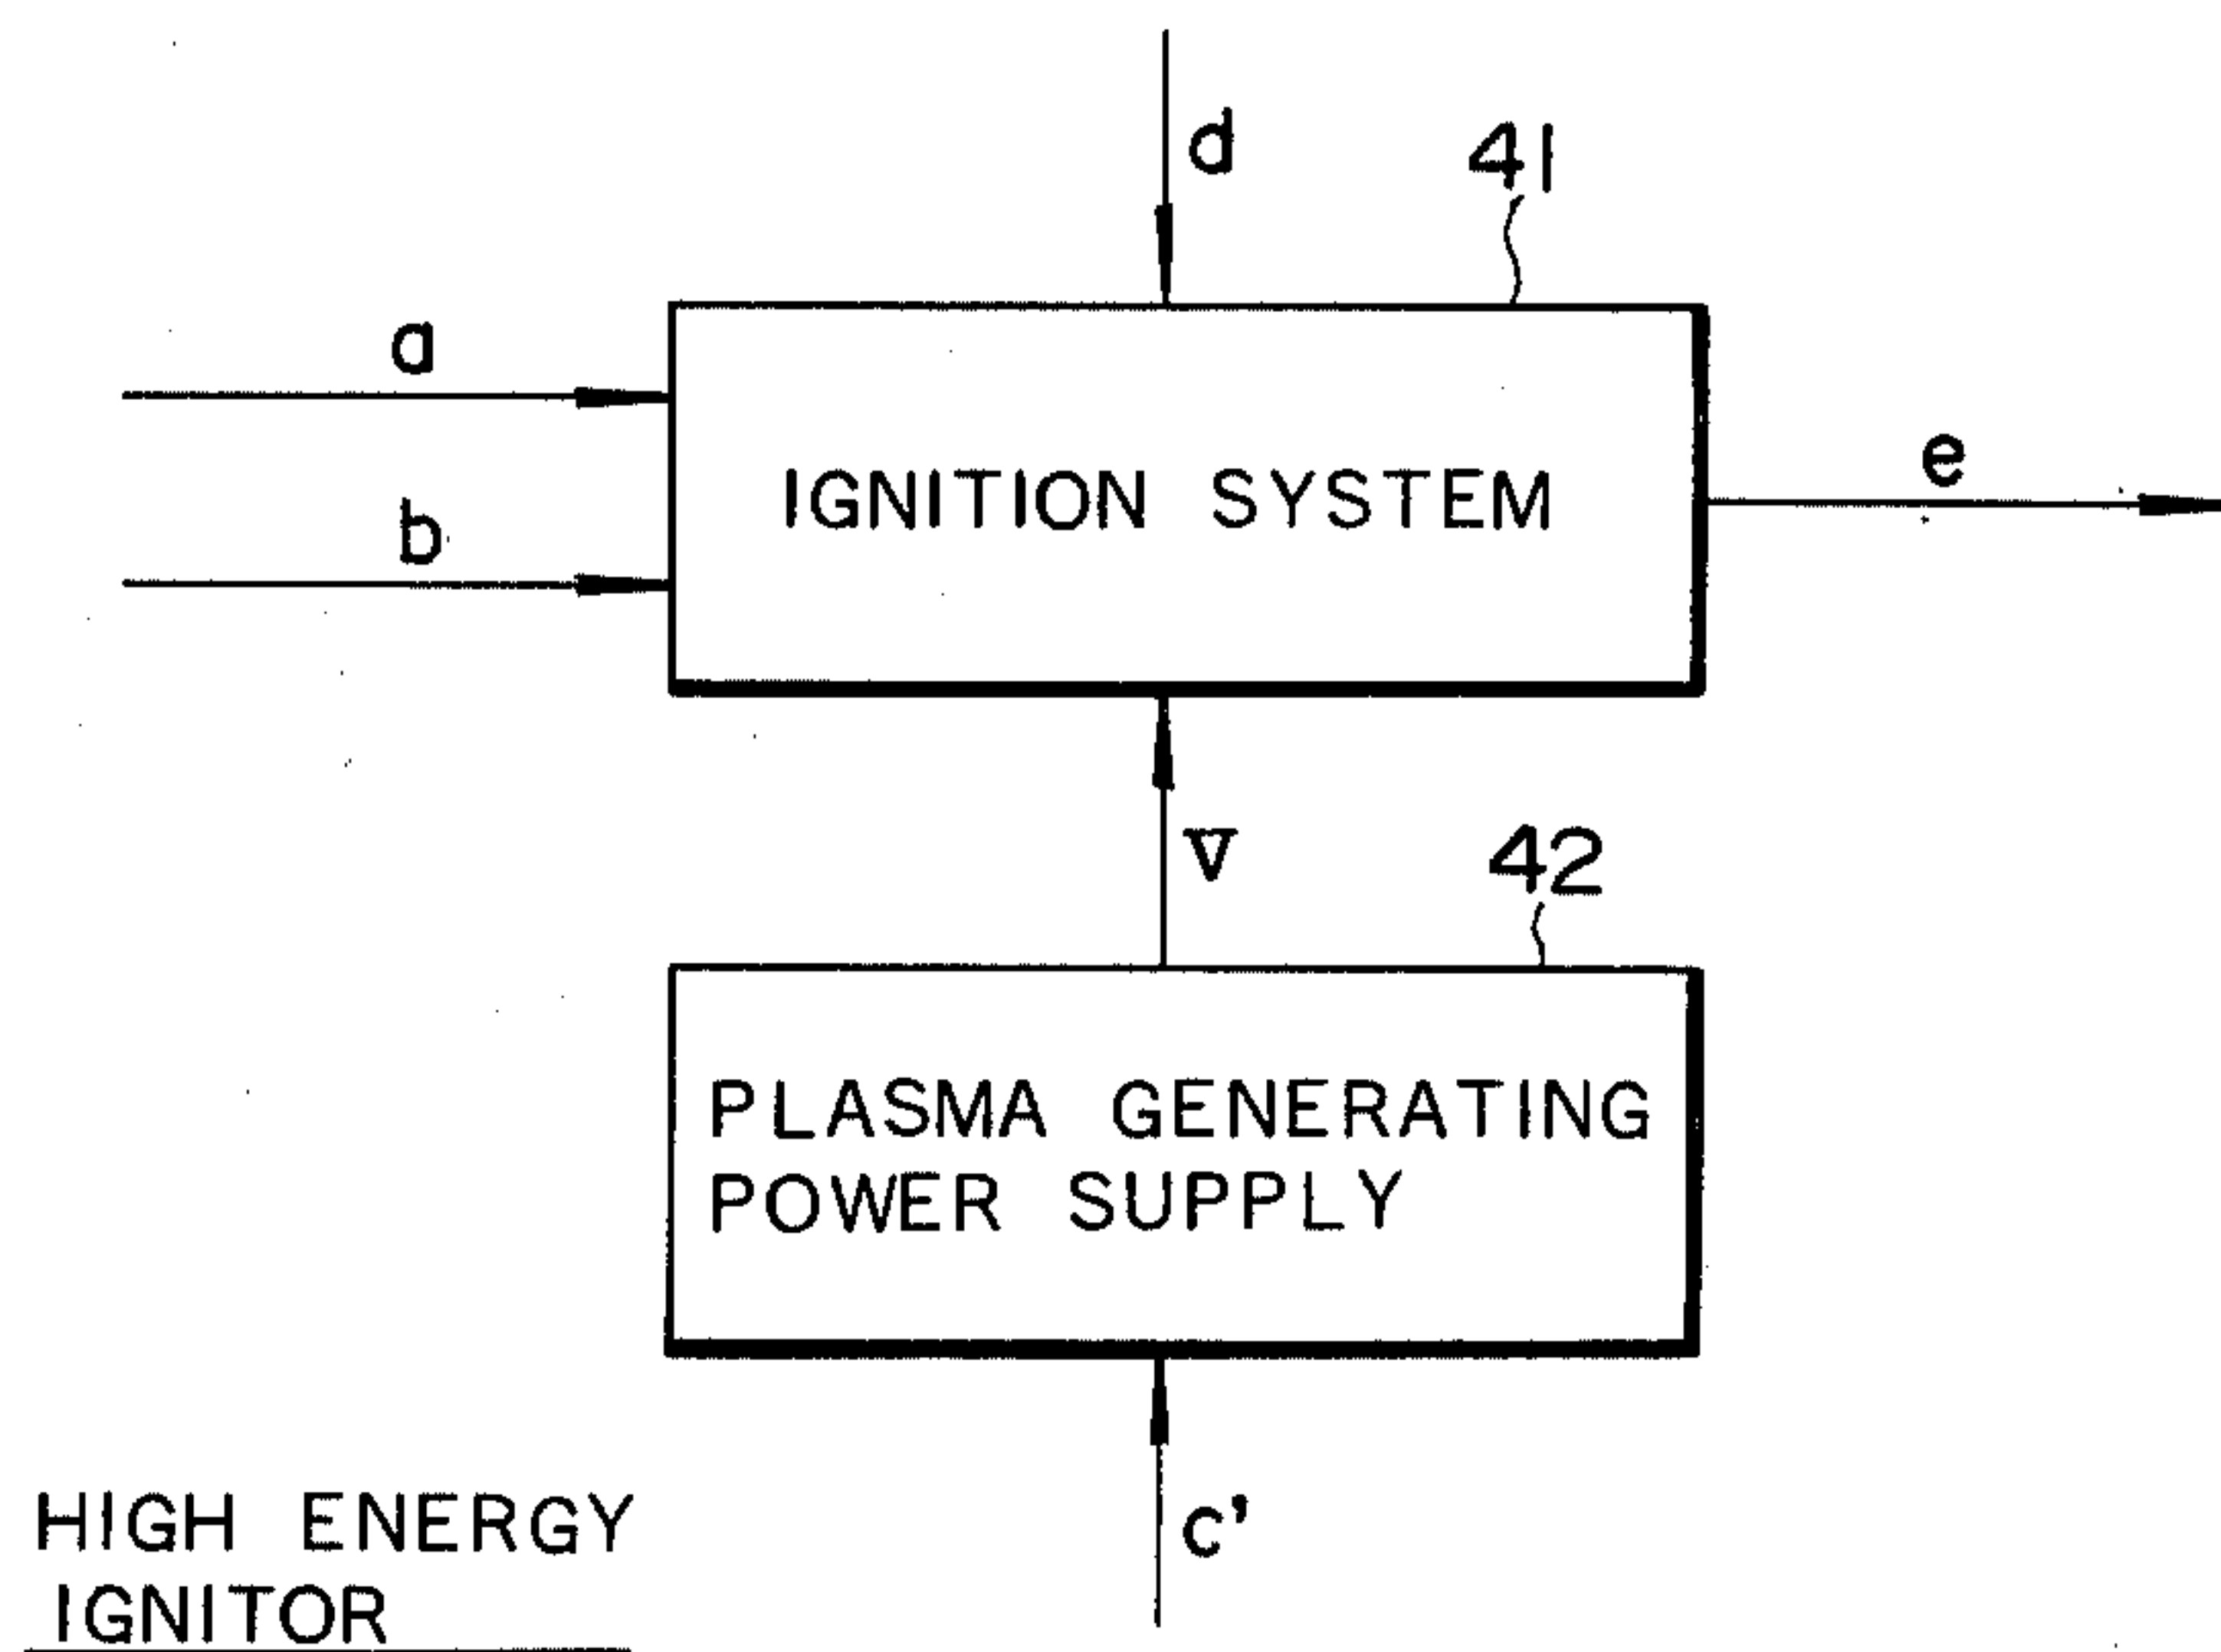 d
41
a
IGNITION SYSTEM
e
b
v
42
PLASMA GENERATING
POWER SUPPLY
c'
HIGH ENERGY
IGNITOR